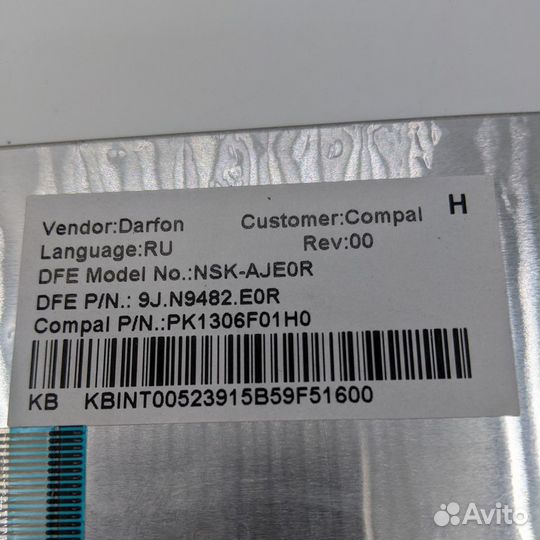 Vendor:Darfon Customer:Compal H
Language:RU Rev:00
DFE Model No.:NSK-AJE0R
DFE P/N.: 9J.N9482.E0R
Compal P/N.:PK1306F01H0
KB KBINT00523915B59F51600
Avito